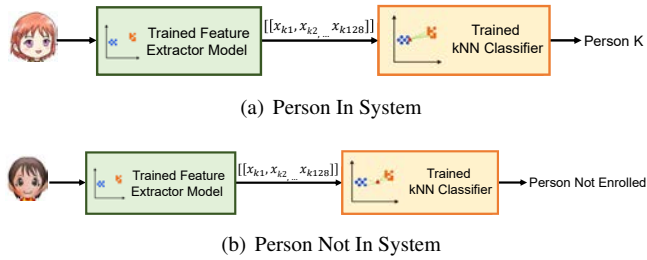 Trained Feature
Extractor Model
[[x_{k1}, x_{k2}, ... x_{k128}]]
Trained
kNN Classifier
Person K
(a) Person In System
Trained Feature
Extractor Model
[[x_{k1}, x_{k2}, ... x_{k128}]]
Trained
kNN Classifier
Person Not Enrolled
(b) Person Not In System